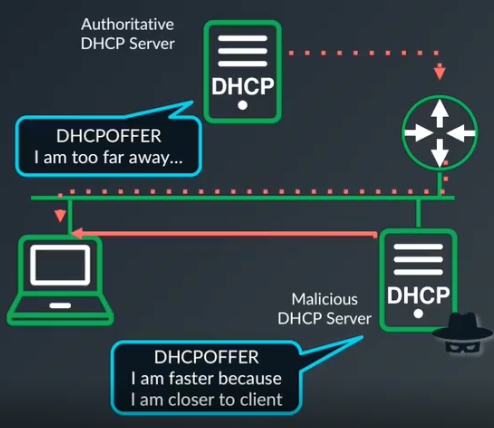 Authoritative
DHCP Server
DHCP
DHCPOFFER
I am too far away...
DHCP
Malicious
DHCP Server
DHCPOFFER
I am faster because
I am closer to client